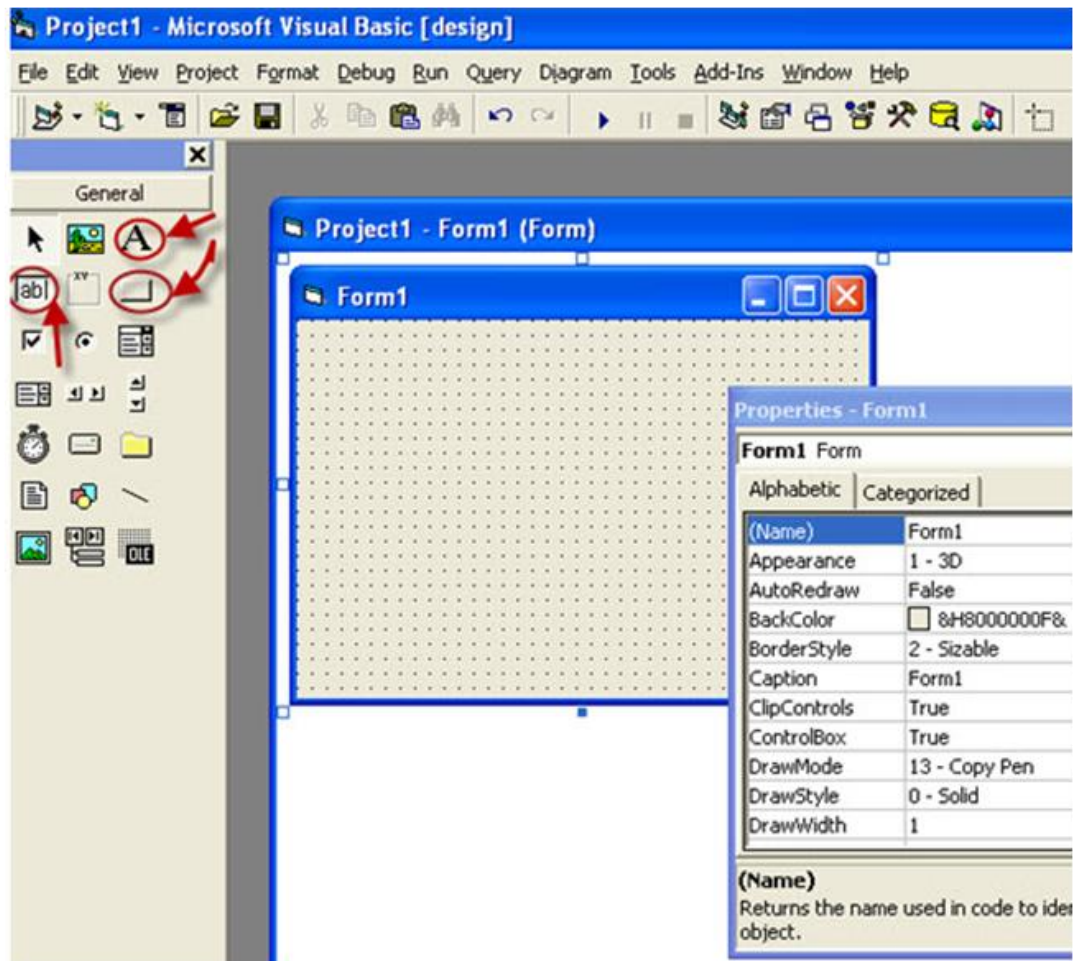 Project1 - Microsoft Visual Basic [design]
File Edit View Project Format Debug Run Query Diagram Tools Add-Ins Window Help
General
A
ab
XY
OLE
Project1 - Form1 (Form)
Form1
Properties - Form1
Form1 Form
Alphabetic Categorized
(Name) Form1
Appearance 1 - 3D
AutoRedraw False
BackColor &H8000000F&
BorderStyle 2 - Sizable
Caption Form1
ClipControls True
ControlBox True
DrawMode 13 - Copy Pen
DrawStyle 0 - Solid
DrawWidth 1
(Name)
Returns the name used in code to
object.